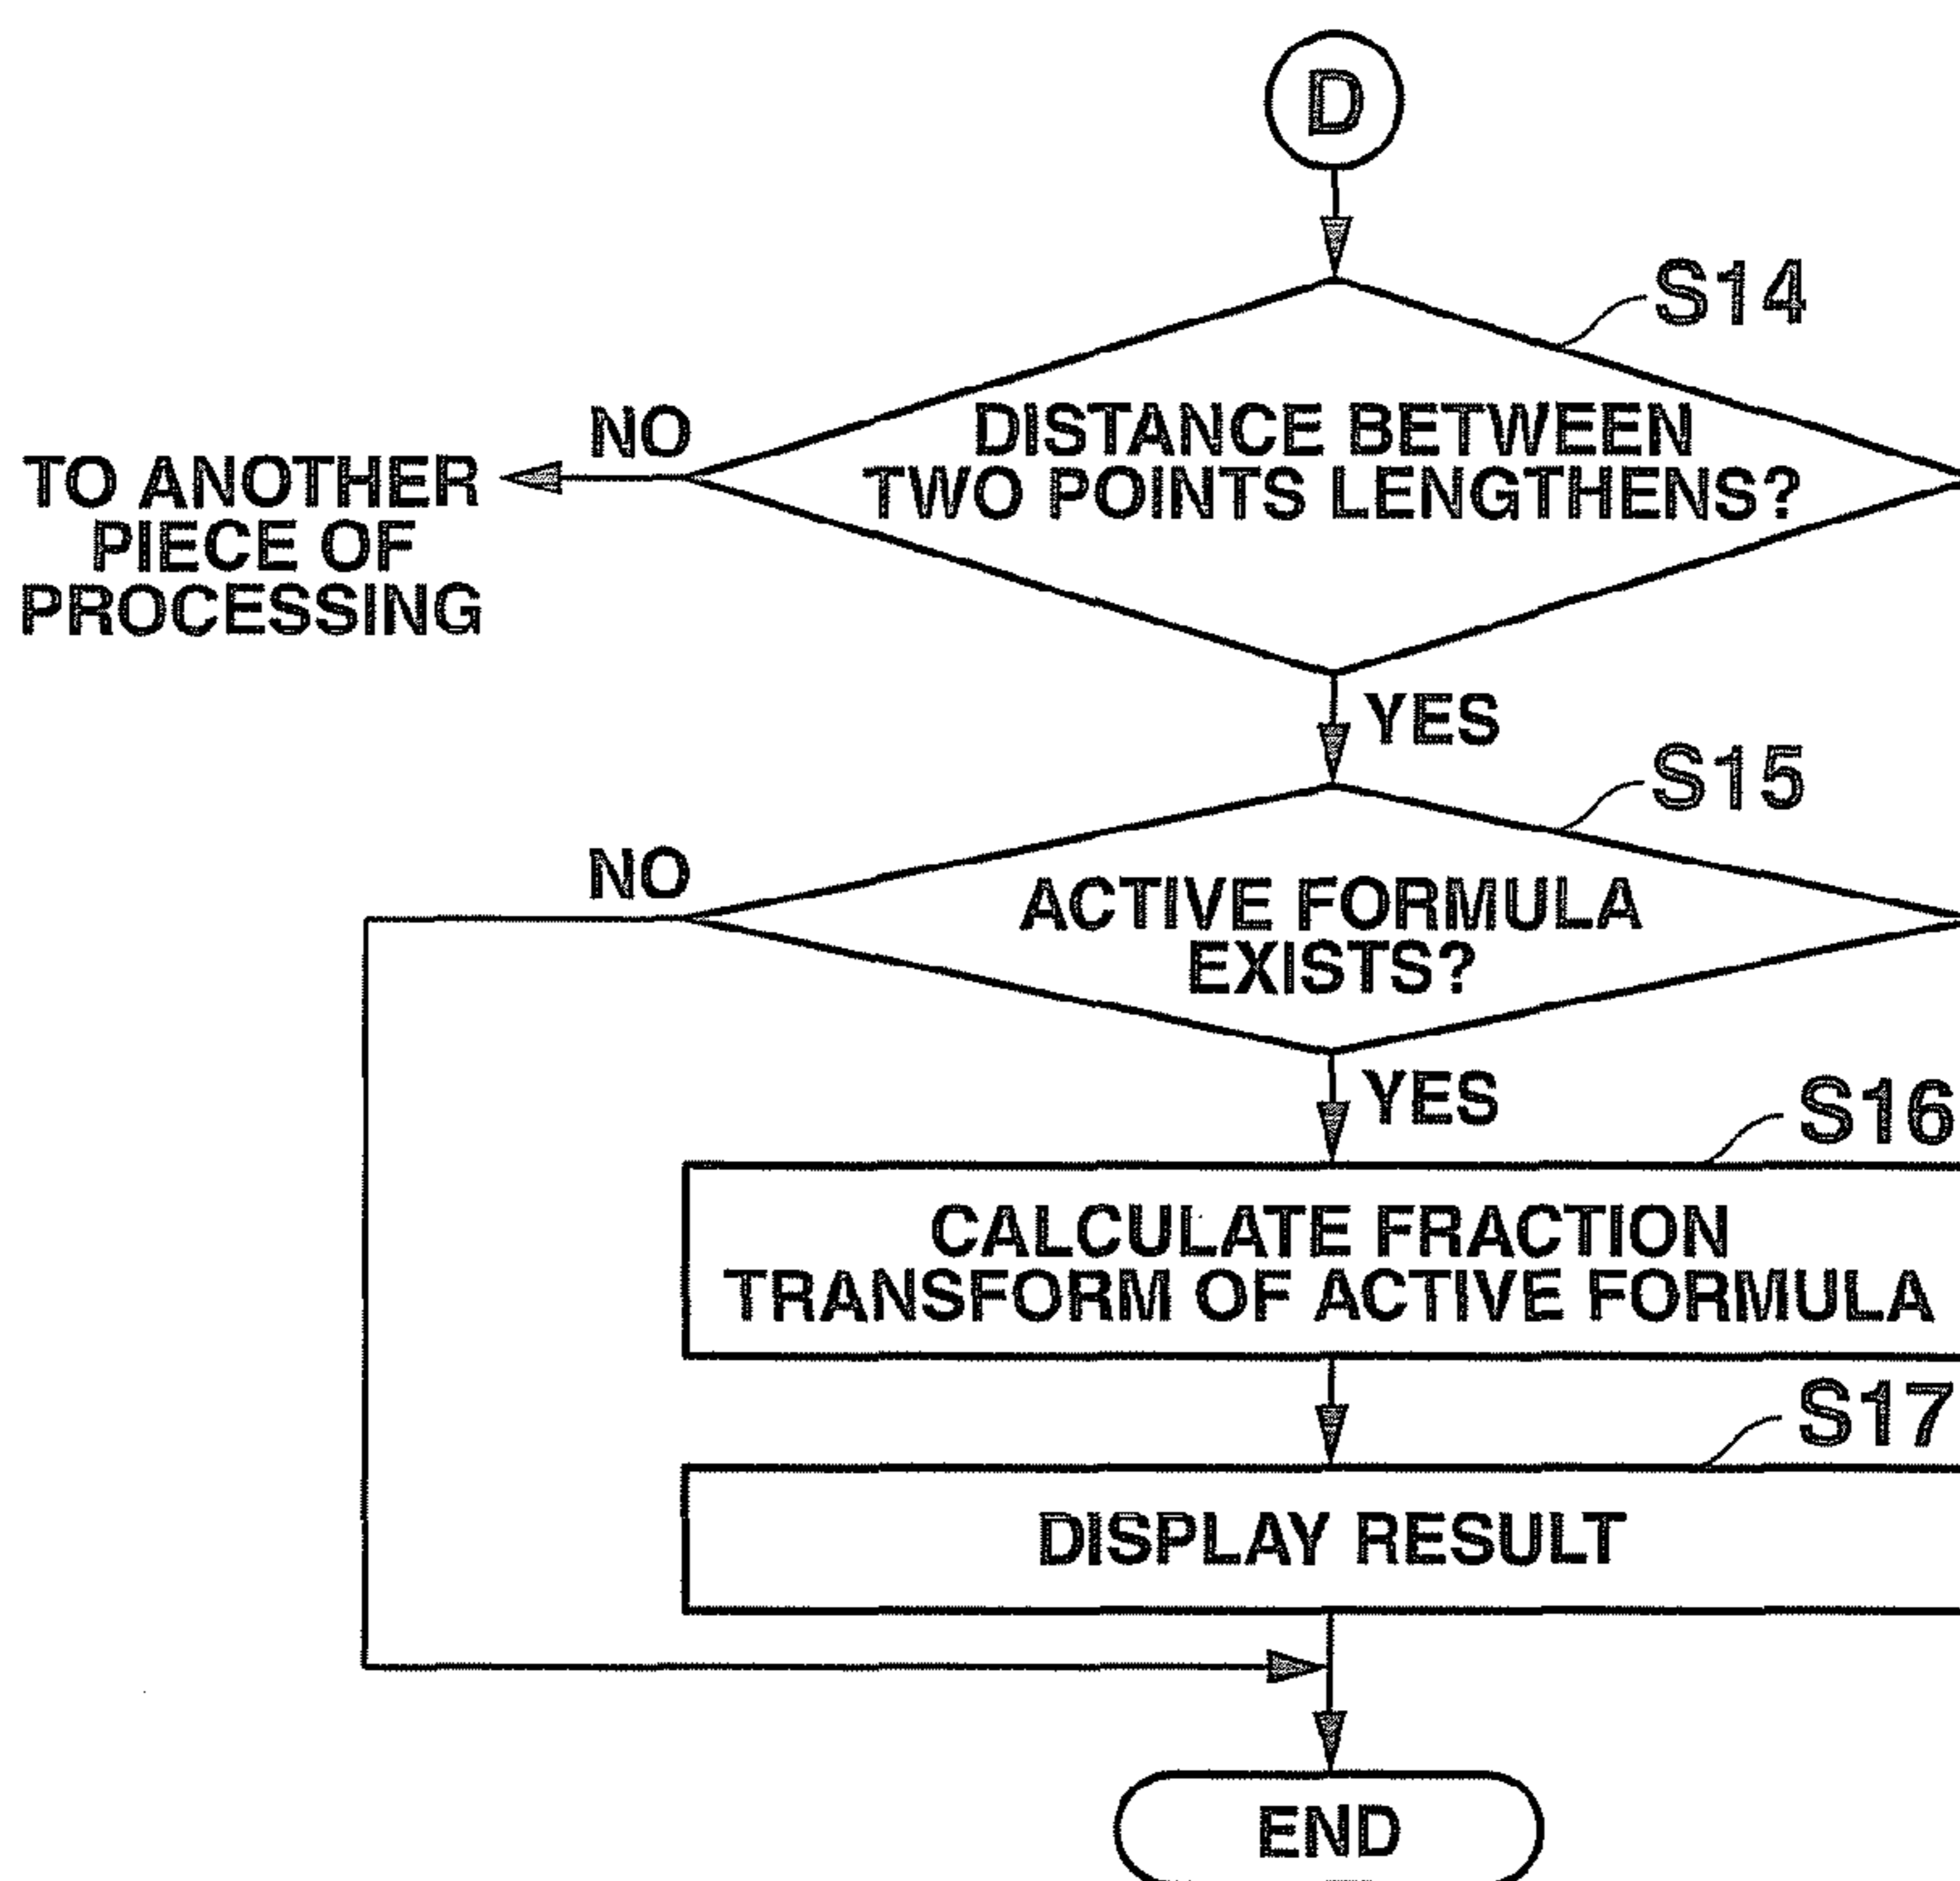 D
S14
DISTANCE BETWEEN
TWO POINTS LENGTHENS?
NO
TO ANOTHER
PIECE OF
PROCESSING
YES
S15
ACTIVE FORMULA
EXISTS?
NO
YES
S16
CALCULATE FRACTION
TRANSFORM OF ACTIVE FORMULA
S17
DISPLAY RESULT
END